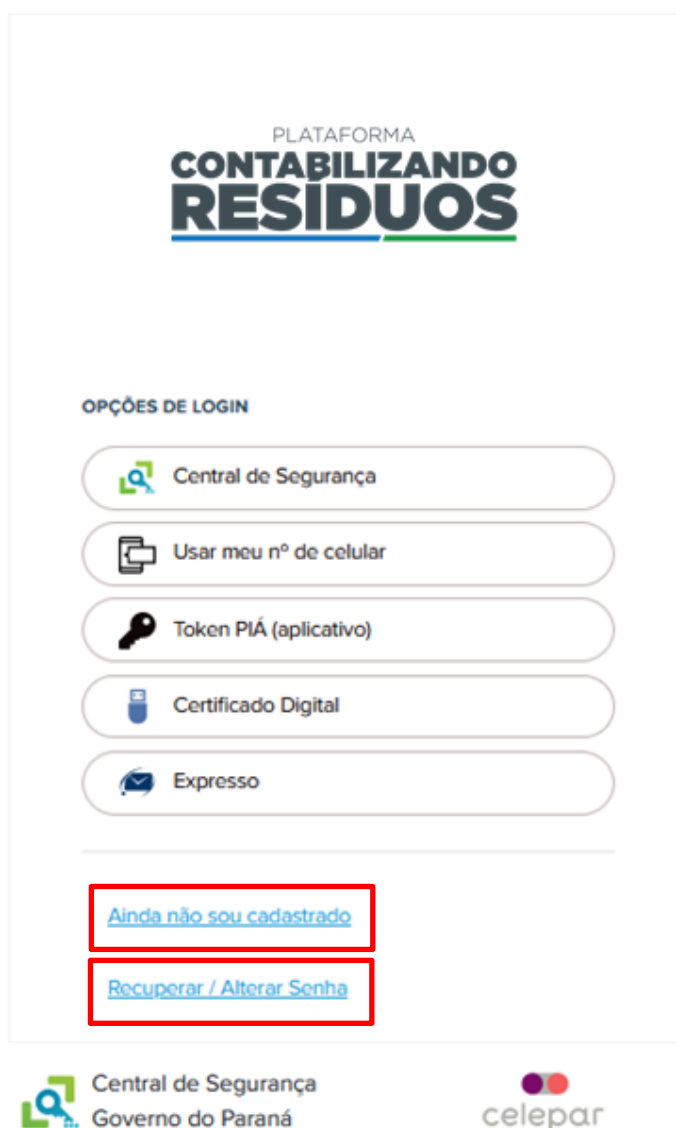 PLATAFORMA
CONTABILIZANDO
RESÍDUOS
OPÇÕES DE LOGIN
Central de Segurança
Usar meu nº de celular
Token PIÁ (aplicativo)
Certificado Digital
Expresso
Ainda não sou cadastrado
Recuperar / Alterar Senha
Central de Segurança
Governo do Paraná
celepar